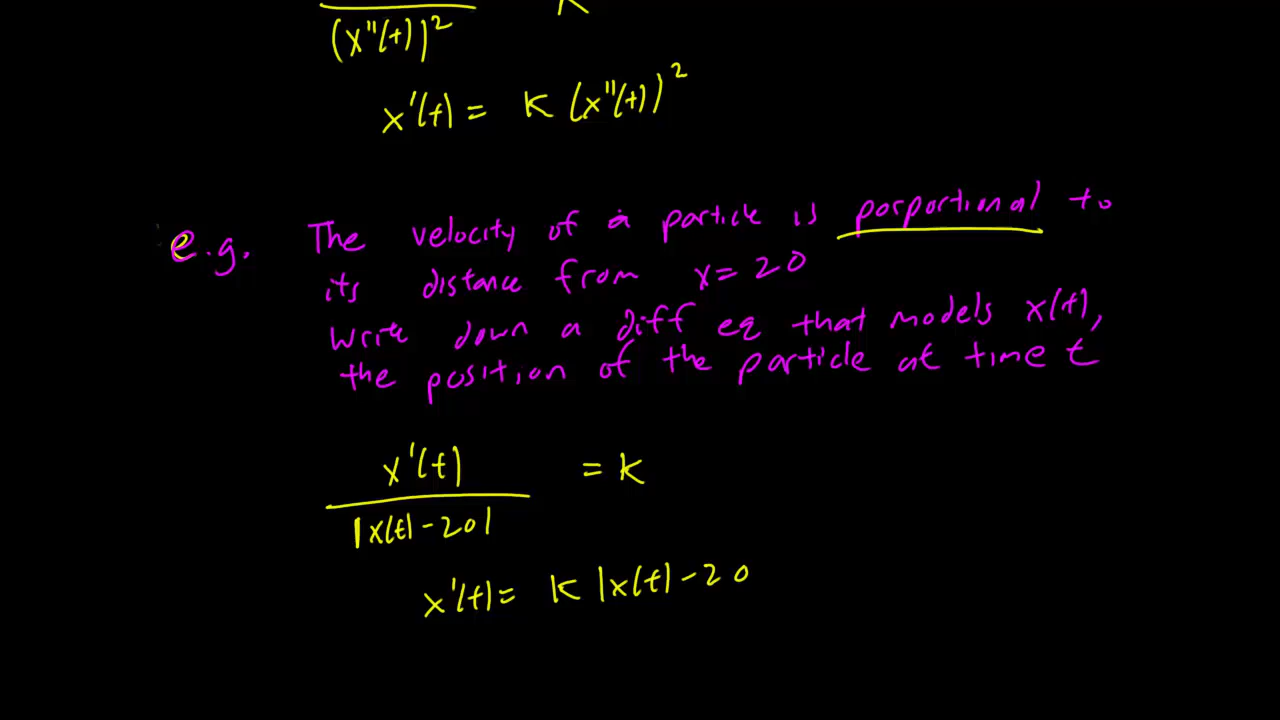 (x"(t))² K
x'(t) = K (x"(t))²
e.g. The velocity of a particle is porportional to
its distance from x = 20
write down a diff eq that models x(t),
the position of the particle at time t
x'(t) = K
|x(t) - 20|
x'(t) = K |x(t) - 20